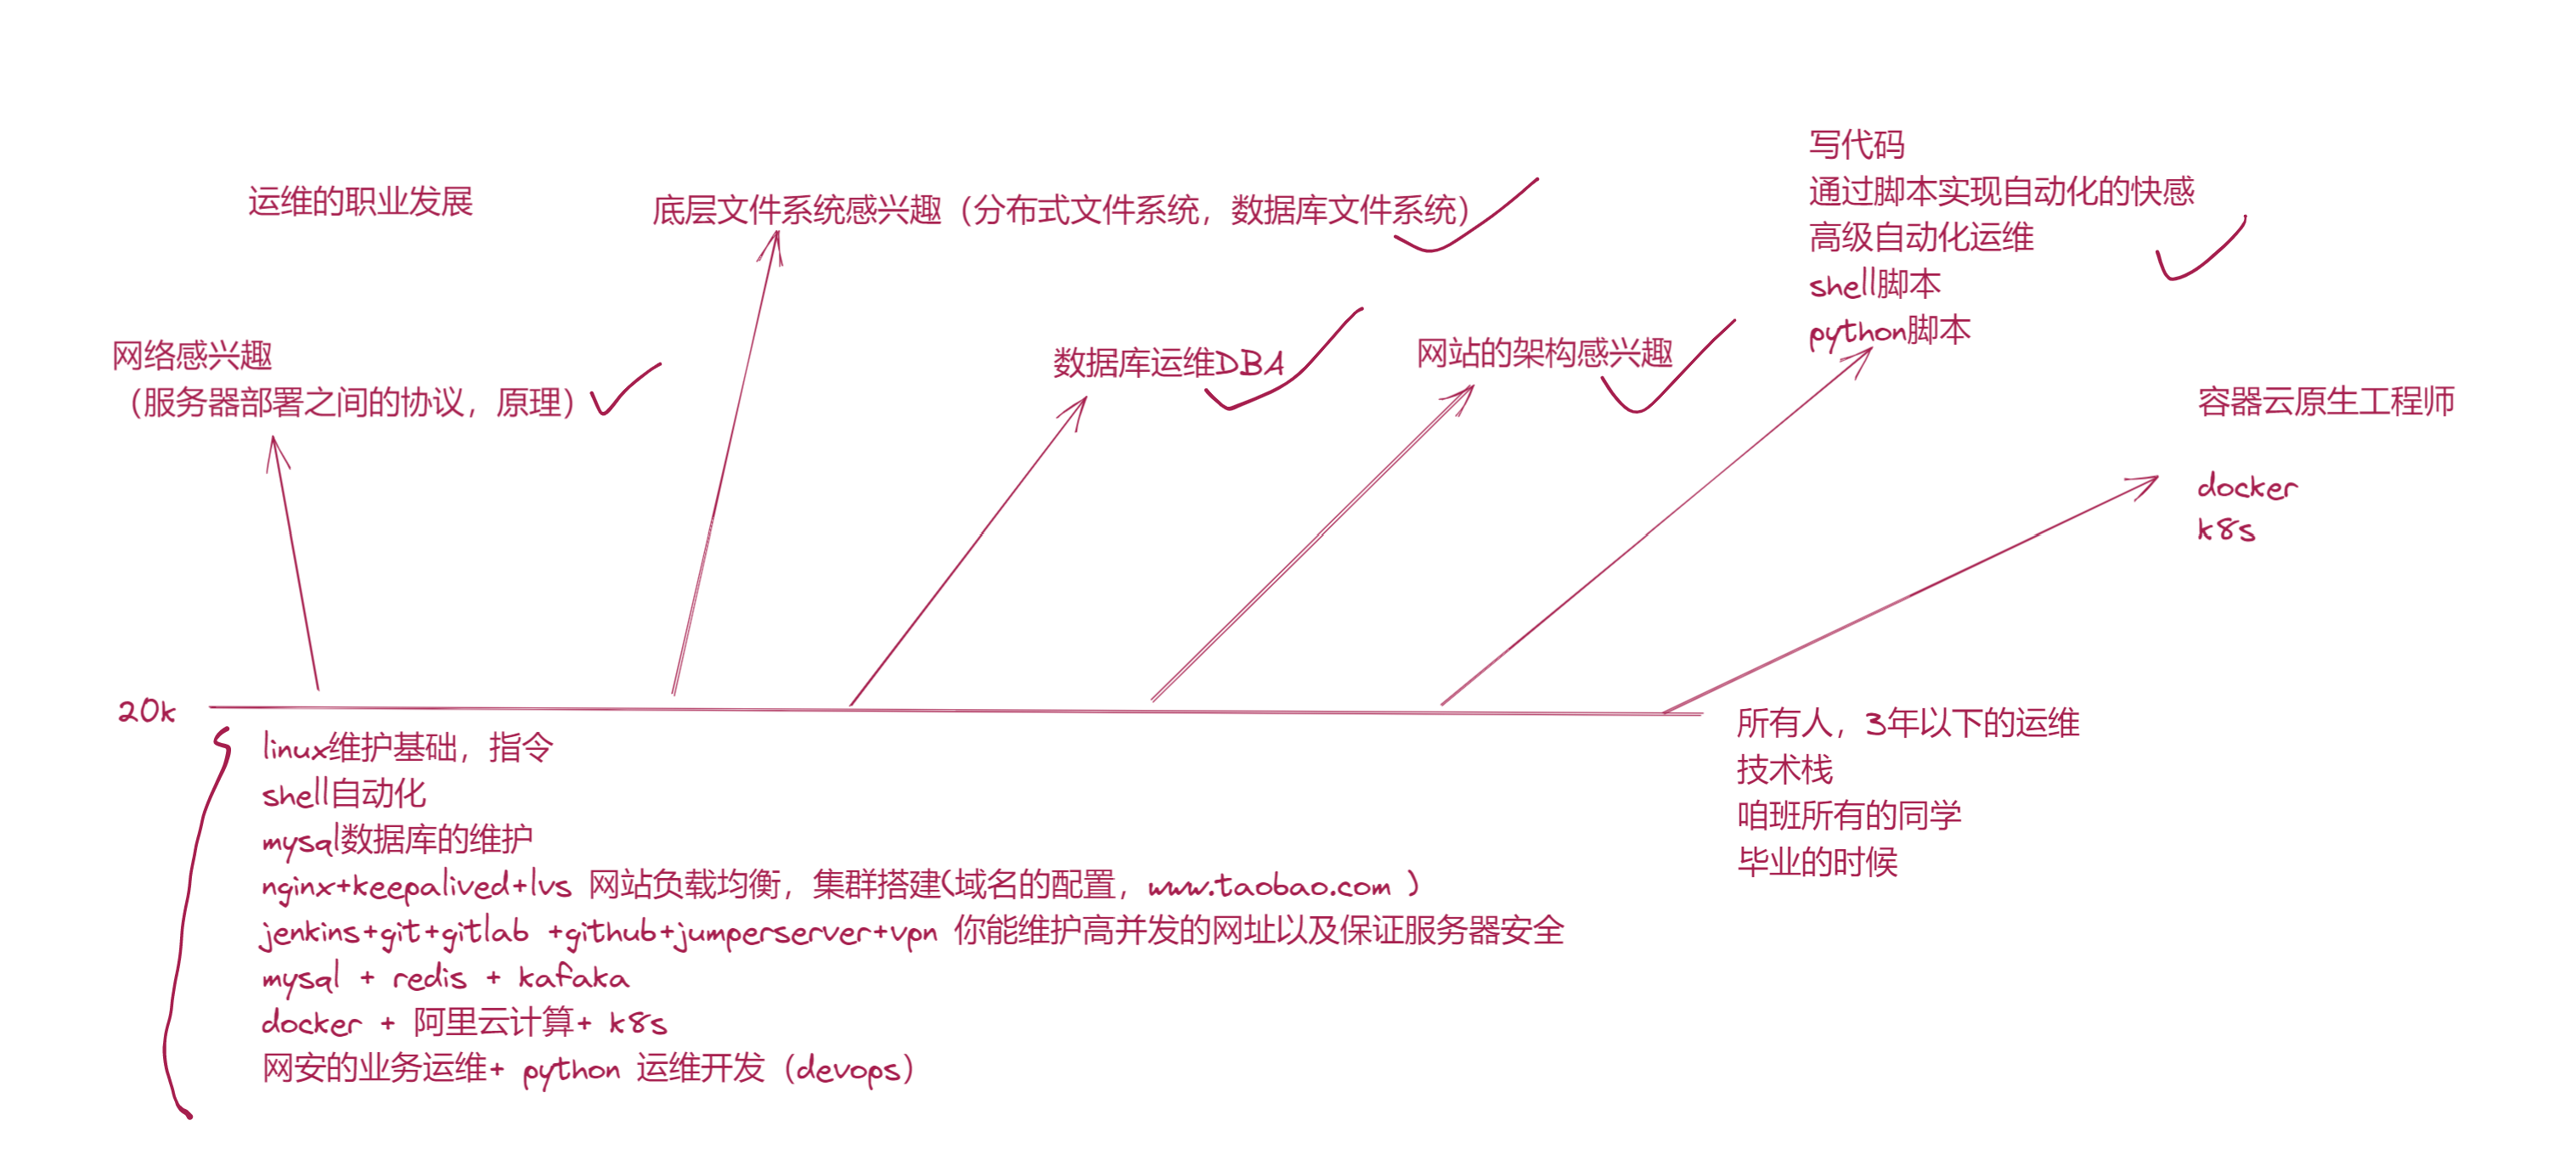 运维的职业发展
网络感兴趣
（服务器部署之间的协议，原理）
底层文件系统感兴趣（分布式文件系统，数据库文件系统）
数据库运维DBA
网站的架构感兴趣
写代码
通过脚本实现自动化的快感
高级自动化运维
shell脚本
python脚本
容器云原生工程师
docker
k8s
20k
linux维护基础，指令
shell自动化
mysql数据库的维护
nginx+keepalived+lvs 网站负载均衡，集群搭建(域名的配置，www.taobao.com )
jenkins+git+gitlab +github+jumperserver+vpn 你能维护高并发的网址以及保证服务器安全
mysql + redis + kafaka
docker + 阿里云计算+ k8s
网安的业务运维+ python 运维开发（devops）
所有人，3年以下的运维
技术栈
咱班所有的同学
毕业的时候